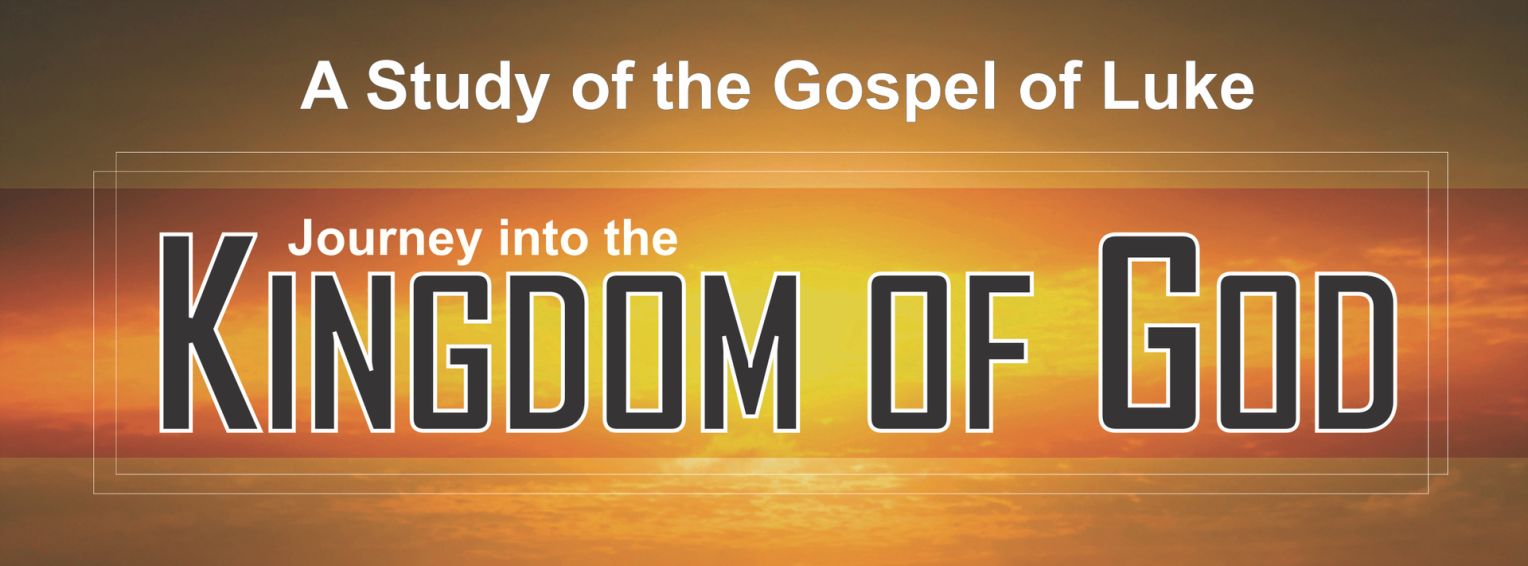 A Study of the Gospel of Luke
Journey into the
KINGDOM OF GOD